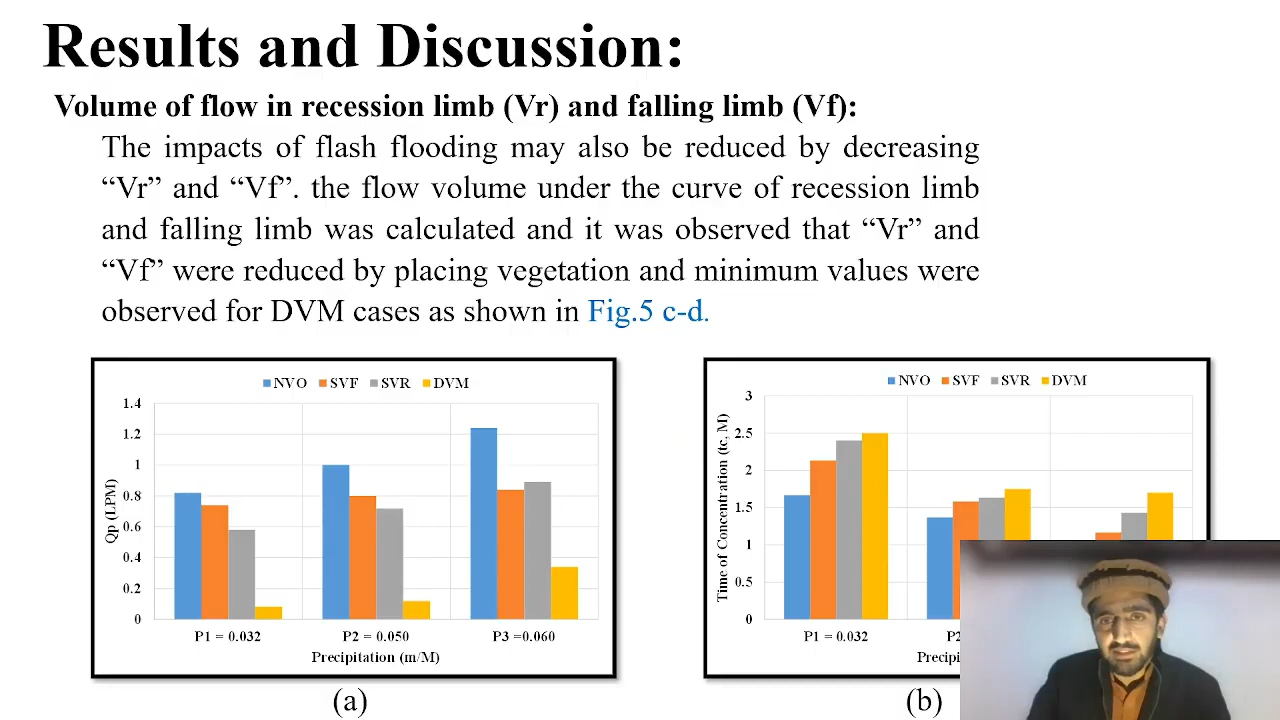 Results and Discussion:
Volume of flow in recession limb (Vr) and falling limb (Vf):
The impacts of flash flooding may also be reduced by decreasing
“Vr” and “Vf”. the flow volume under the curve of recession limb
and falling limb was calculated and it was observed that “Vr” and
“Vf” were reduced by placing vegetation and minimum values were
observed for DVM cases as shown in Fig.5 c-d.
NVO SVF SVR DVM
1.4
1.2
1
0.8
0.6
0.4
0.2
0
Qp (LPM)
P1 = 0.032 P2 = 0.050 P3 =0.060
Precipitation (m/M)
(a)
NVO SVF SVR DVM
3
2.5
2
1.5
1
0.5
0
Time of Concentration (tc, M)
P1 = 0.032
(b)